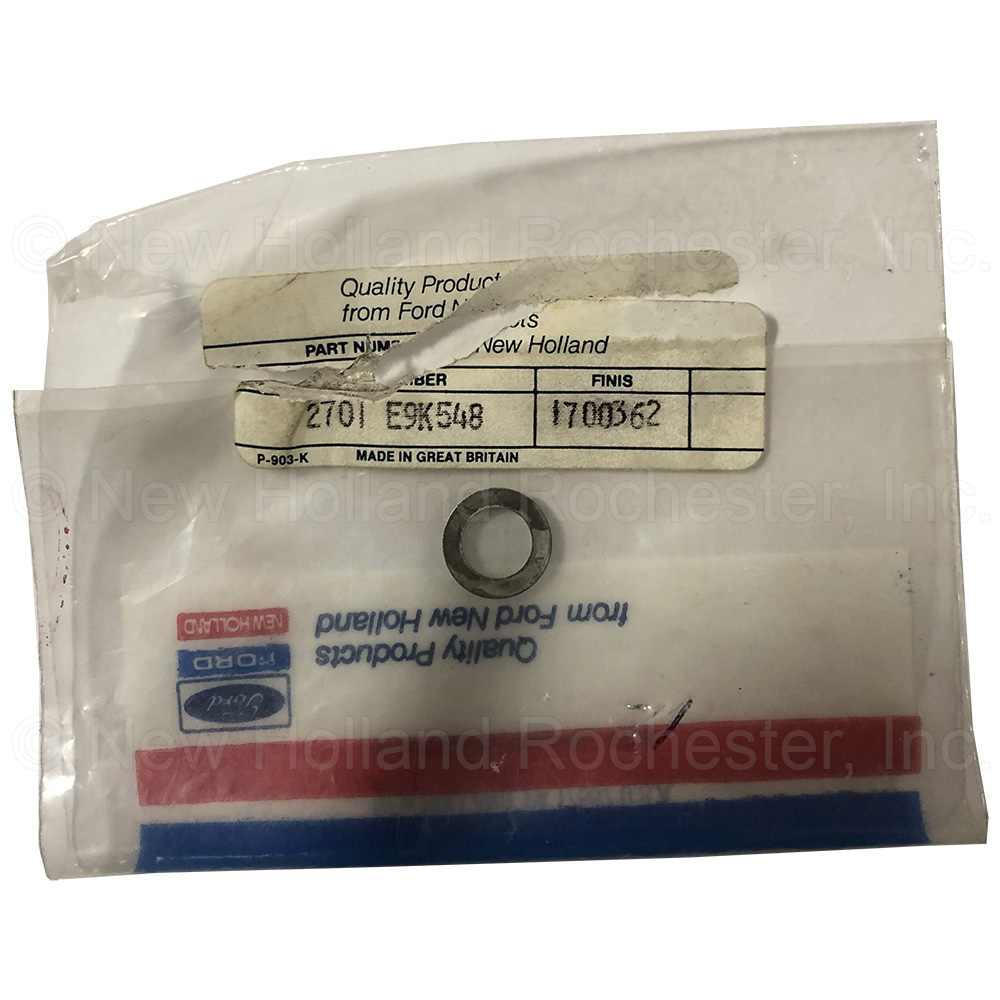 © New Holland Rochester, Inc.
Quality Product
from Ford N
cts
New Holland
PART NUM
BER
FINIS
2701 E9K548
1700362
P-903-K
MADE IN GREAT BRITAIN
© New Holland Rochester, Inc.
NEW HOLLAND
FORD
Ford
Quality Products
from Ford New Holland
© New Holland Rochester, Inc.